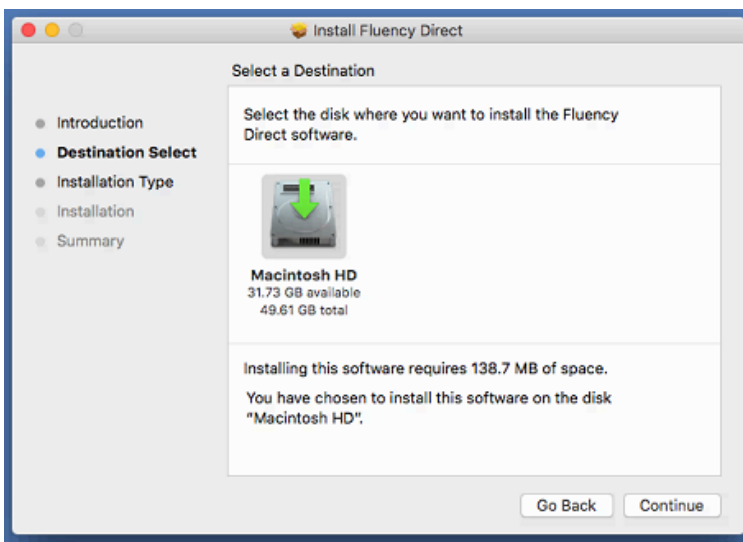 Install Fluency Direct
Select a Destination
Introduction
Destination Select
Installation Type
Installation
Summary
Select the disk where you want to install the Fluency
Direct software.
Macintosh HD
31.73 GB available
49.61 GB total
Installing this software requires 138.7 MB of space.
You have chosen to install this software on the disk
"Macintosh HD".
Go Back
Continue